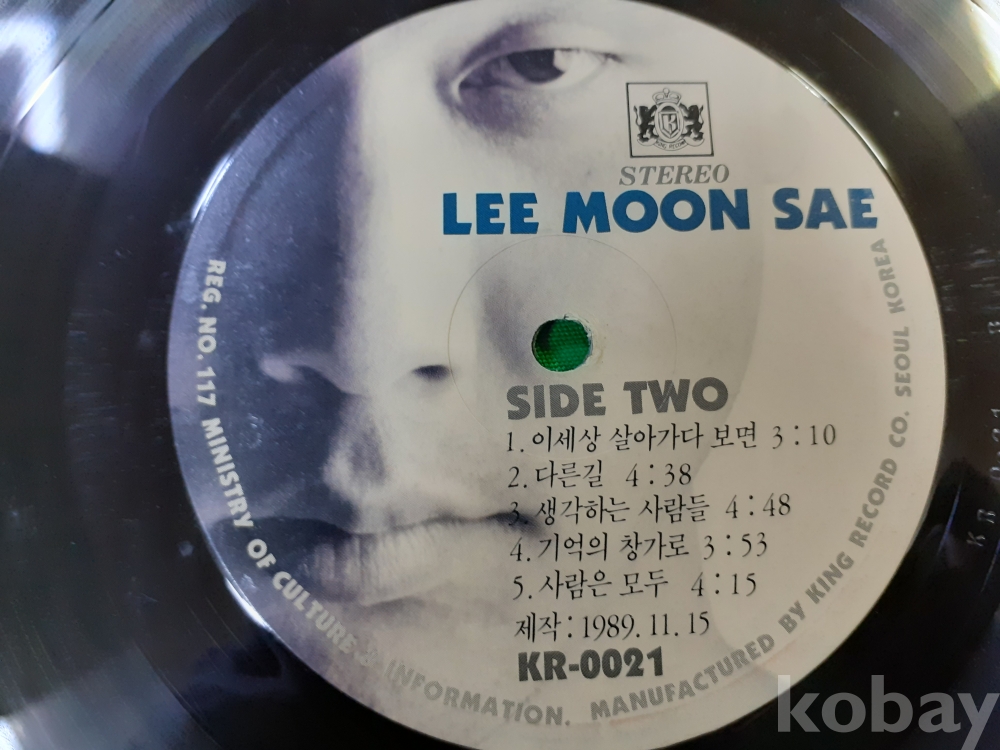 STEREO
LEE MOON SAE
SIDE TWO
1. 이세상 살아가다 보면 3 : 10
2. 다른길 4 : 38
3. 생각하는 사람들 4 : 48
4. 기억의 창가로 3 : 53
5. 사람은 모두 4 : 15
제작 : 1989. 11. 15
KR-0021
REG. NO. 117 MINISTRY OF CULTURE & INFORMATION. MANUFACTURED BY KING RECORD CO. SEOUL KOREA
kobay